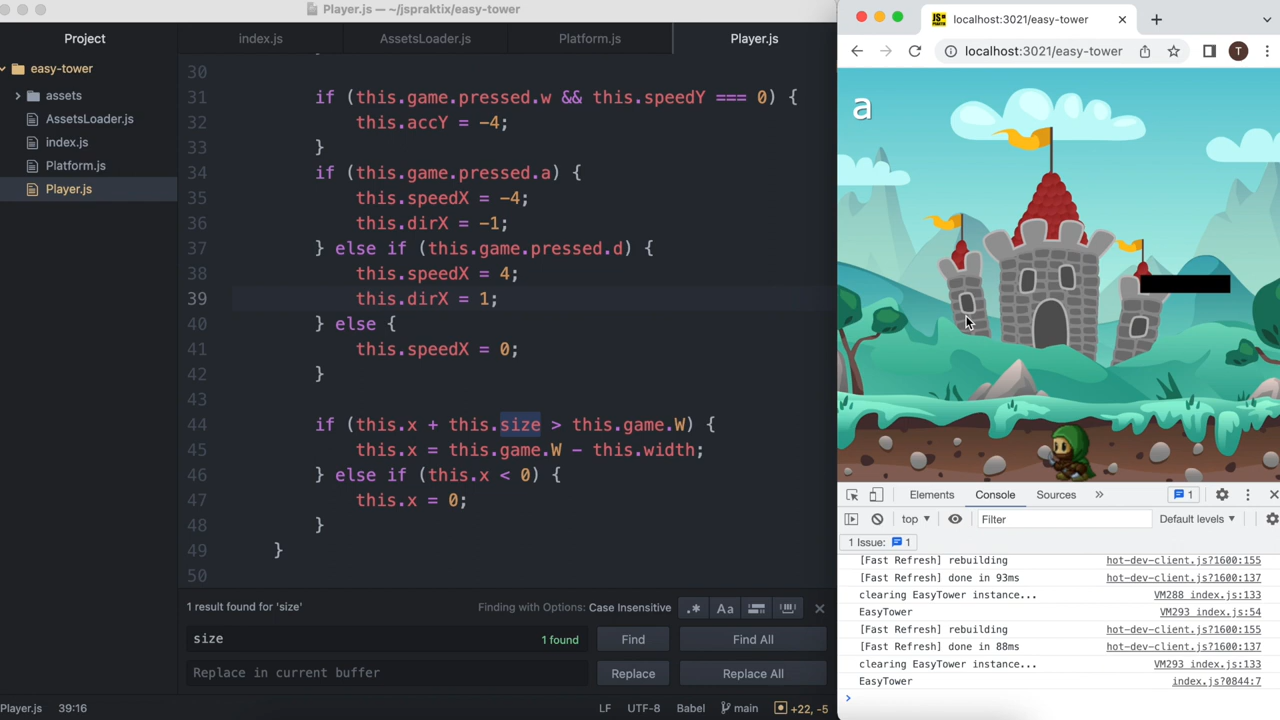 Player.js — ~/jspraktix/easy-tower
Project
index.js
AssetsLoader.js
Platform.js
Player.js
easy-tower
assets
AssetsLoader.js
index.js
Platform.js
Player.js
30
31 if (this.game.pressed.w && this.speedY === 0) {
32 this.accY = -4;
33 }
34 if (this.game.pressed.a) {
35 this.speedX = -4;
36 this.dirX = -1;
37 } else if (this.game.pressed.d) {
38 this.speedX = 4;
39 this.dirX = 1;
40 } else {
41 this.speedX = 0;
42 }
43
44 if (this.x + this.size > this.game.W) {
45 this.x = this.game.W - this.width;
46 } else if (this.x < 0) {
47 this.x = 0;
48 }
49 }
50
1 result found for 'size'
Finding with Options: Case Insensitive
.*
Aa
size
1 found
Find
Find All
Replace in current buffer
Replace
Replace All
Player.js 39:16
LF UTF-8 Babel main +22, -5
JS PRAKTIX
localhost:3021/easy-tower
localhost:3021/easy-tower
T
a
Elements Console Sources » 1
top Filter Default levels
1 Issue: 1
[Fast Refresh] rebuilding hot-dev-client.js?1600:155
[Fast Refresh] done in 93ms hot-dev-client.js?1600:137
clearing EasyTower instance... VM288 index.js:133
EasyTower VM293 index.js:54
[Fast Refresh] rebuilding hot-dev-client.js?1600:155
[Fast Refresh] done in 88ms hot-dev-client.js?1600:137
clearing EasyTower instance... VM293 index.js:133
EasyTower index.js?0844:7